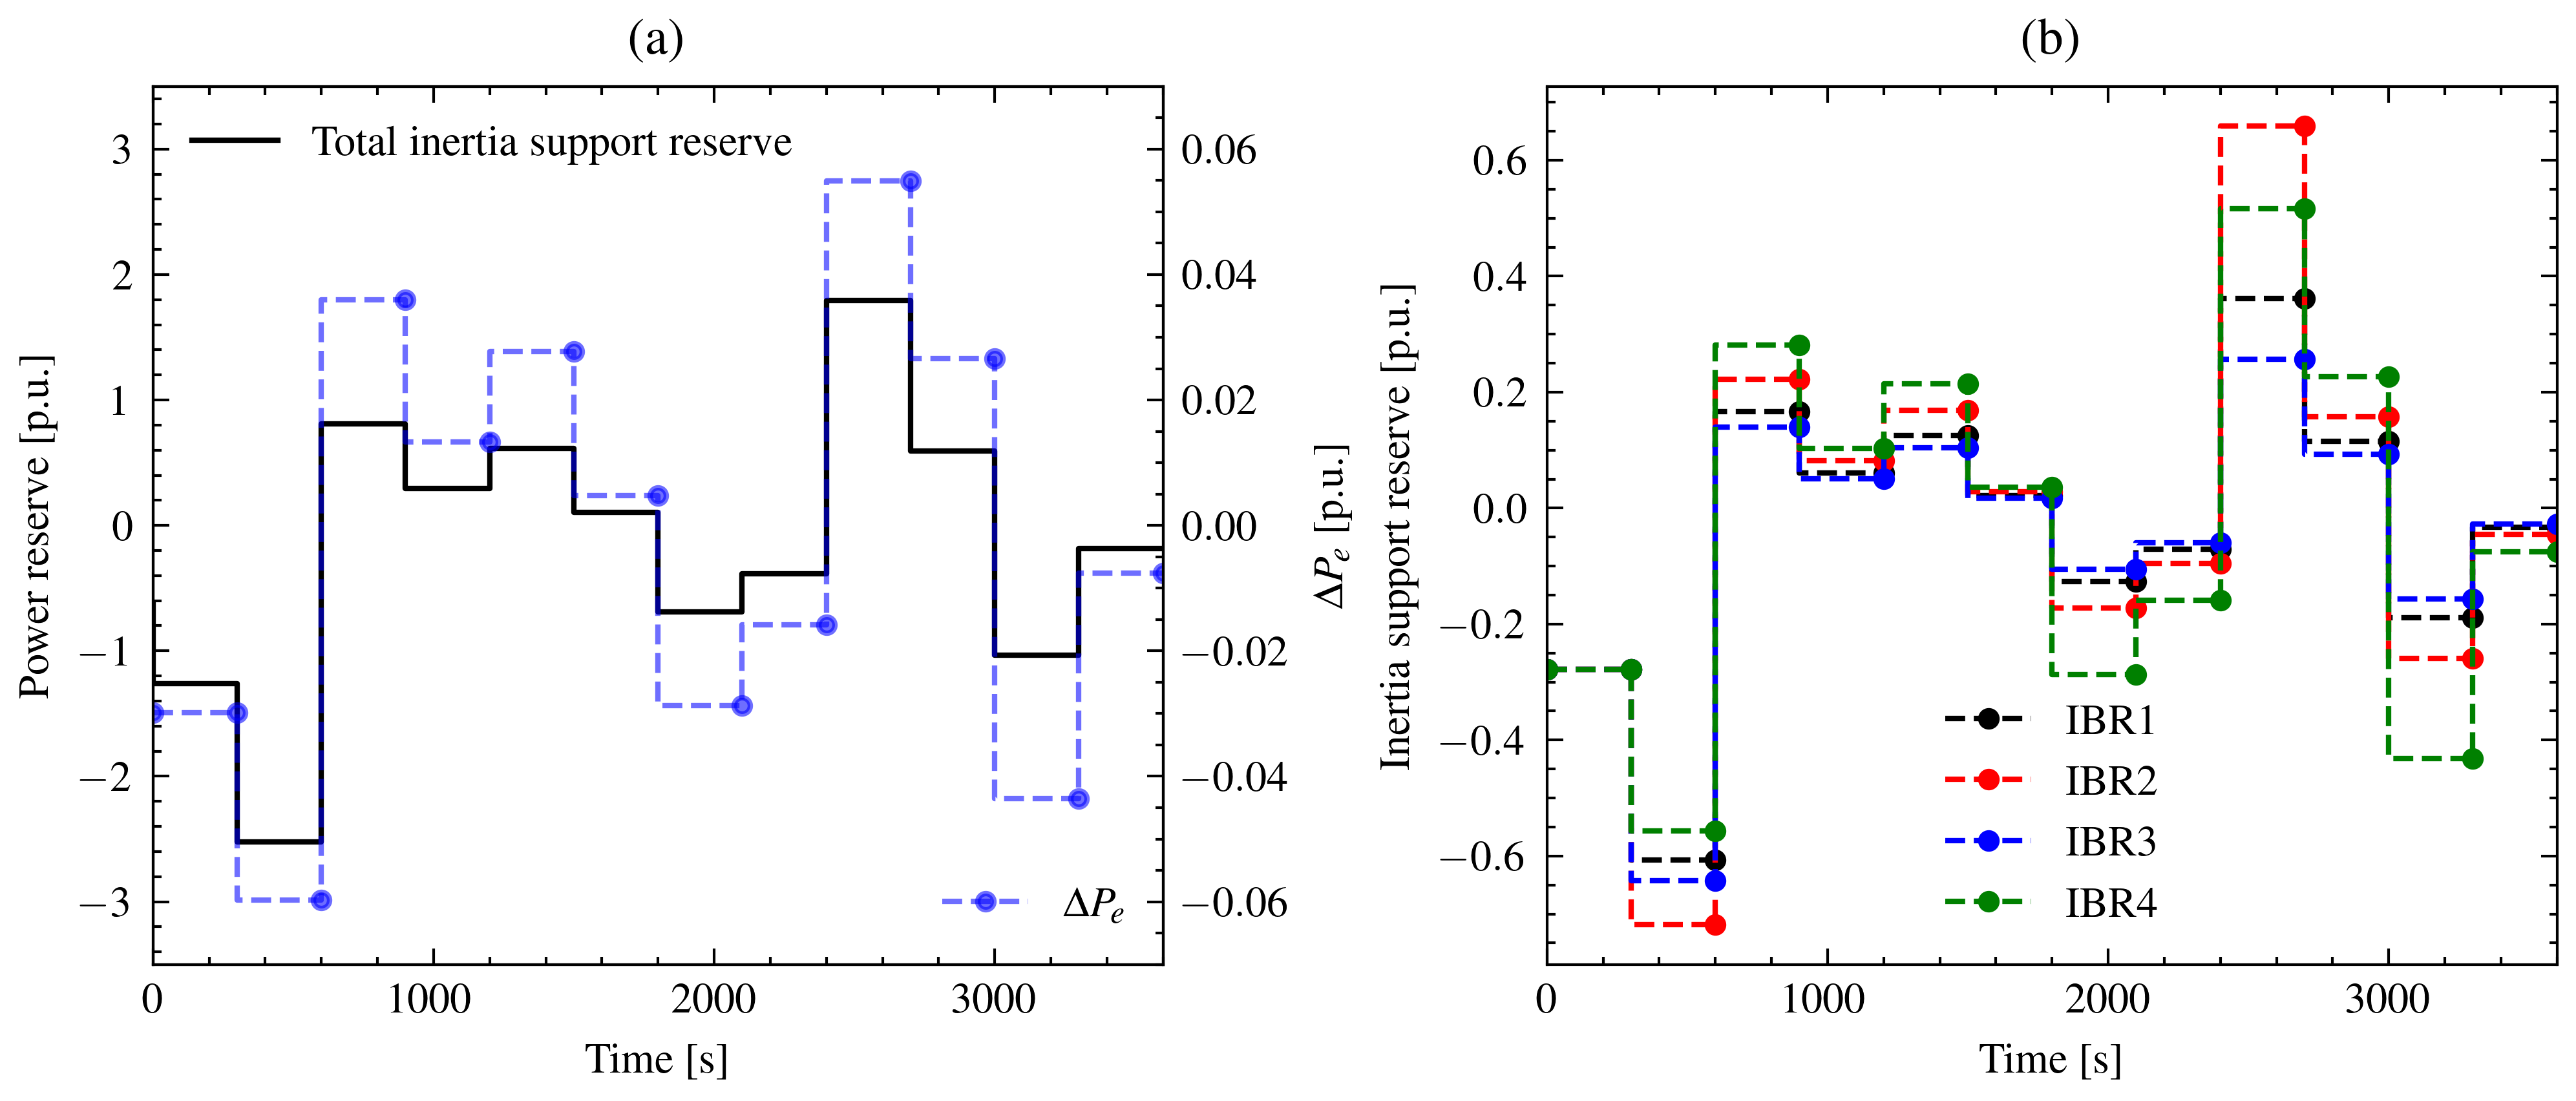 (a)
Power reserve [p.u.]
3
2
1
0
−1
−2
−3
Total inertia support reserve
ΔPₑ
0.06
0.04
0.02
0.00
−0.02
−0.04
−0.06
ΔPₑ [p.u.]
0
1000
2000
3000
Time [s]
(b)
Inertia support reserve [p.u.]
0.6
0.4
0.2
0.0
−0.2
−0.4
−0.6
IBR1
IBR2
IBR3
IBR4
0
1000
2000
3000
Time [s]